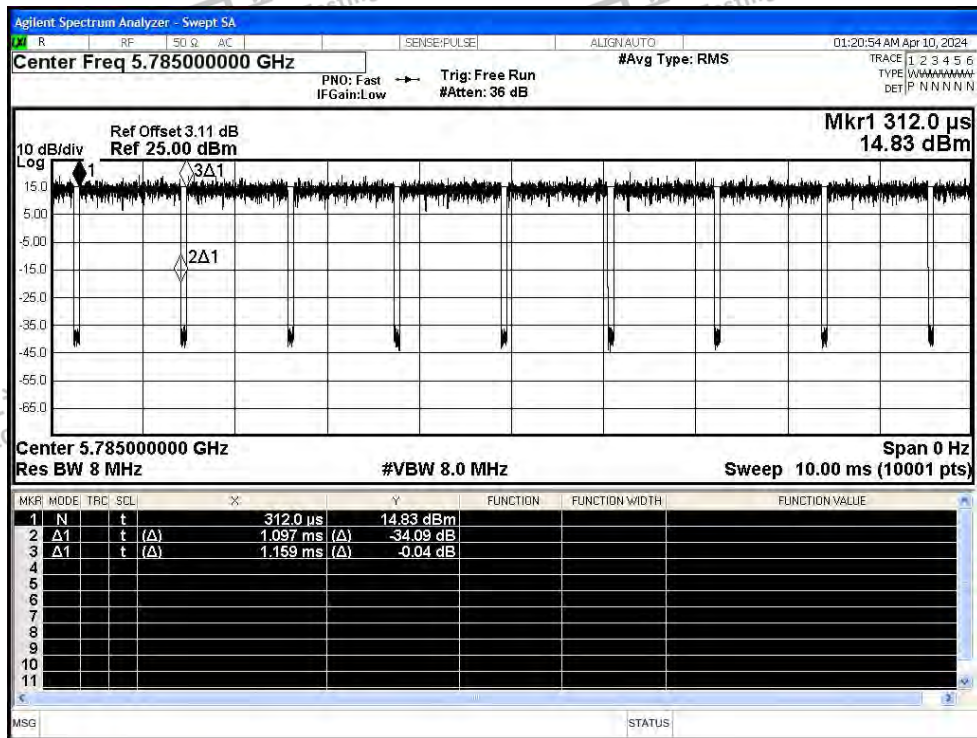 Agilent Spectrum Analyzer - Swept SA
LXI R RF 50 Ω AC SENSE:PULSE ALIGNAUTO 01:20:54 AM Apr 10, 2024
Center Freq 5.785000000 GHz
PNO: Fast
IFGain:Low
Trig: Free Run
#Atten: 36 dB
#Avg Type: RMS
TRACE 1 2 3 4 5 6
TYPE WWWWWW
DET P N N N N N
Mkr1 312.0 µs
14.83 dBm
Ref Offset 3.11 dB
10 dB/div Ref 25.00 dBm
Log
1
3Δ1
2Δ1
15.0
5.00
-5.00
-15.0
-25.0
-35.0
-45.0
-55.0
-65.0
Center 5.785000000 GHz Span 0 Hz
Res BW 8 MHz #VBW 8.0 MHz Sweep 10.00 ms (10001 pts)
MKR MODE TRC SCL X Y FUNCTION FUNCTION WIDTH FUNCTION VALUE
1 N t 312.0 µs 14.83 dBm
2 Δ1 t (Δ) 1.097 ms (Δ) -34.09 dB
3 Δ1 t (Δ) 1.159 ms (Δ) -0.04 dB
4
5
6
7
8
9
10
11
MSG STATUS